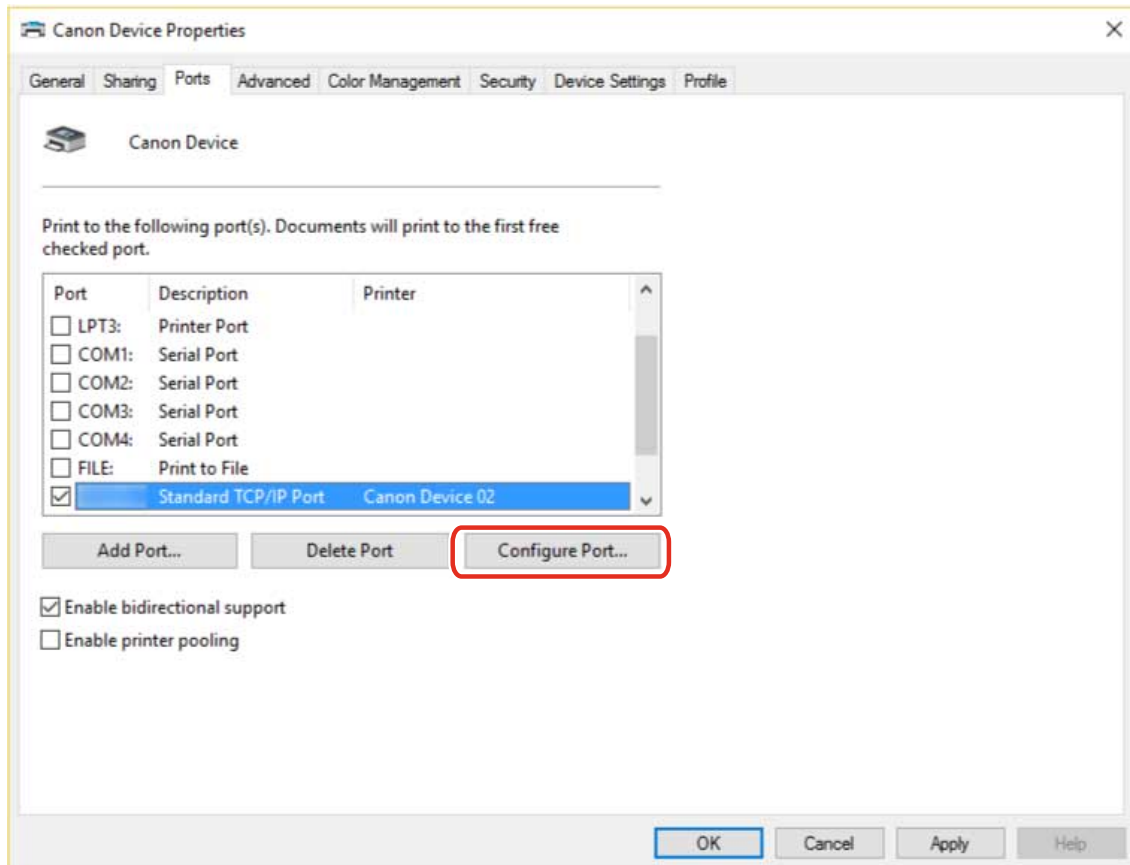 Canon Device Properties
General Sharing Ports Advanced Color Management Security Device Settings Profile
Canon Device
Print to the following port(s). Documents will print to the first free
checked port.
Port Description Printer
LPT3: Printer Port
COM1: Serial Port
COM2: Serial Port
COM3: Serial Port
COM4: Serial Port
FILE: Print to File
Standard TCP/IP Port Canon Device 02
Add Port... Delete Port Configure Port...
Enable bidirectional support
Enable printer pooling
OK Cancel Apply Help